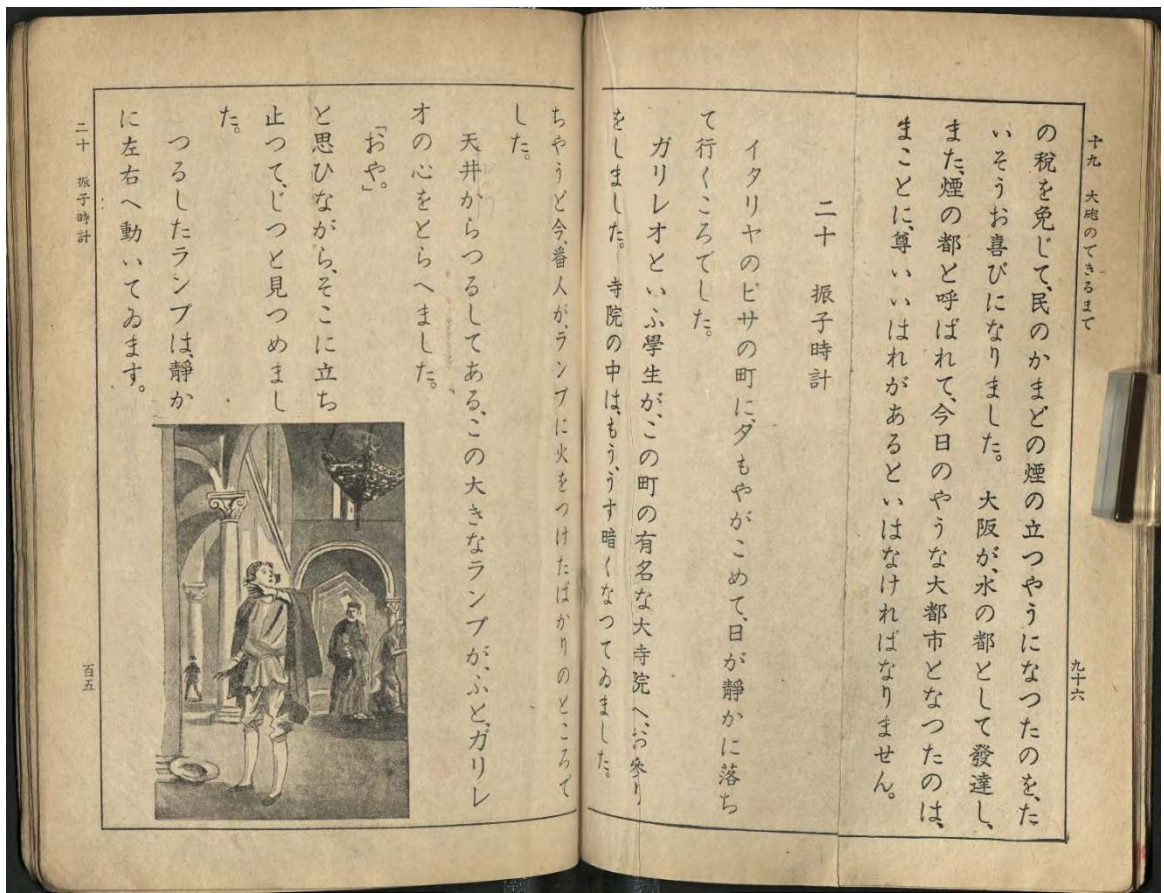 十九 大砲のできるまで
九十六
の稅を免じて、民のかまどの煙の立つやうになつたのを、た
いそうお喜びになりました。 大阪が、水の都として發達し、
また、煙の都と呼ばれて、今日のやうな大都市となつたのは、
まことに、尊いいはれがあるといはなければなりません。
二十 振子時計
イタリヤのピサの町に、夕もやがこめて、日が靜かに落ち
て行くころでした。
ガリレオといふ學生が、この町の有名な大寺院へ、お參り
をしました。 寺院の中は、もう、うす暗くなつてゐました。
ちやうど今、番人が、ランプに火をつけたばかりのところで
した。
天井からつるしてある、この大きなランプが、ふと、ガリレ
オの心をとらへました。
「おや。」
と思ひながら、そこに立ち
止つて、じつと見つめまし
た。
つるしたランプは、靜か
に左右へ動いてゐます。
二十 振子時計
百五